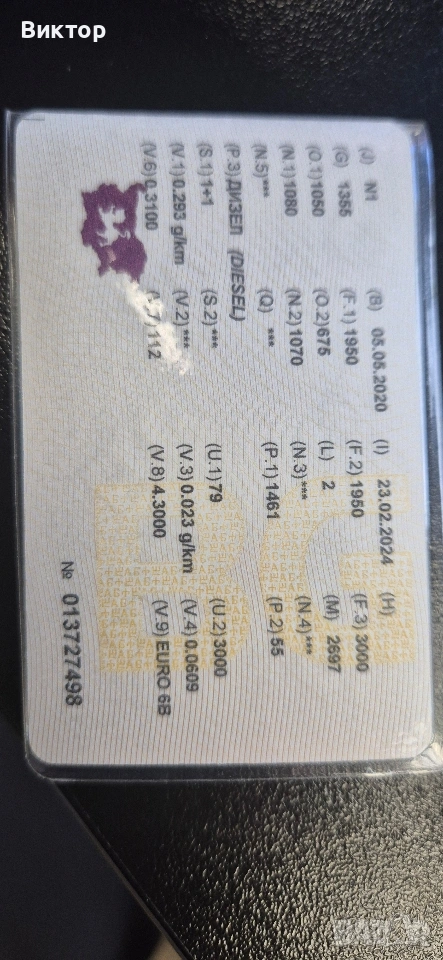 Виктор
(J) N1 (B) 05.05.2020 (I) 23.02.2024 (H)
(G) 1355 (F.1) 1950 (F.2) 1950 (F.3) 3000
(O.1) 1050 (O.2) 675 (L) 2 (M) 2697
(N.1) 1080 (N.2) 1070 (N.3) *** (N.4) ***
(N.5) *** (Q) *** (P.1) 1461 (P.2) 55
(P.3) ДИЗЕЛ (DIESEL)
(S.1) 1+1 (S.2) *** (U.1) 79 (U.2) 3000
(V.1) 0.293 g/km (V.2) *** (V.3) 0.023 g/km (V.4) 0.0609
(V.6) 0.3100 112 (V.8) 4.3000 (V.9) EURO 6B
№ 013727498
BG